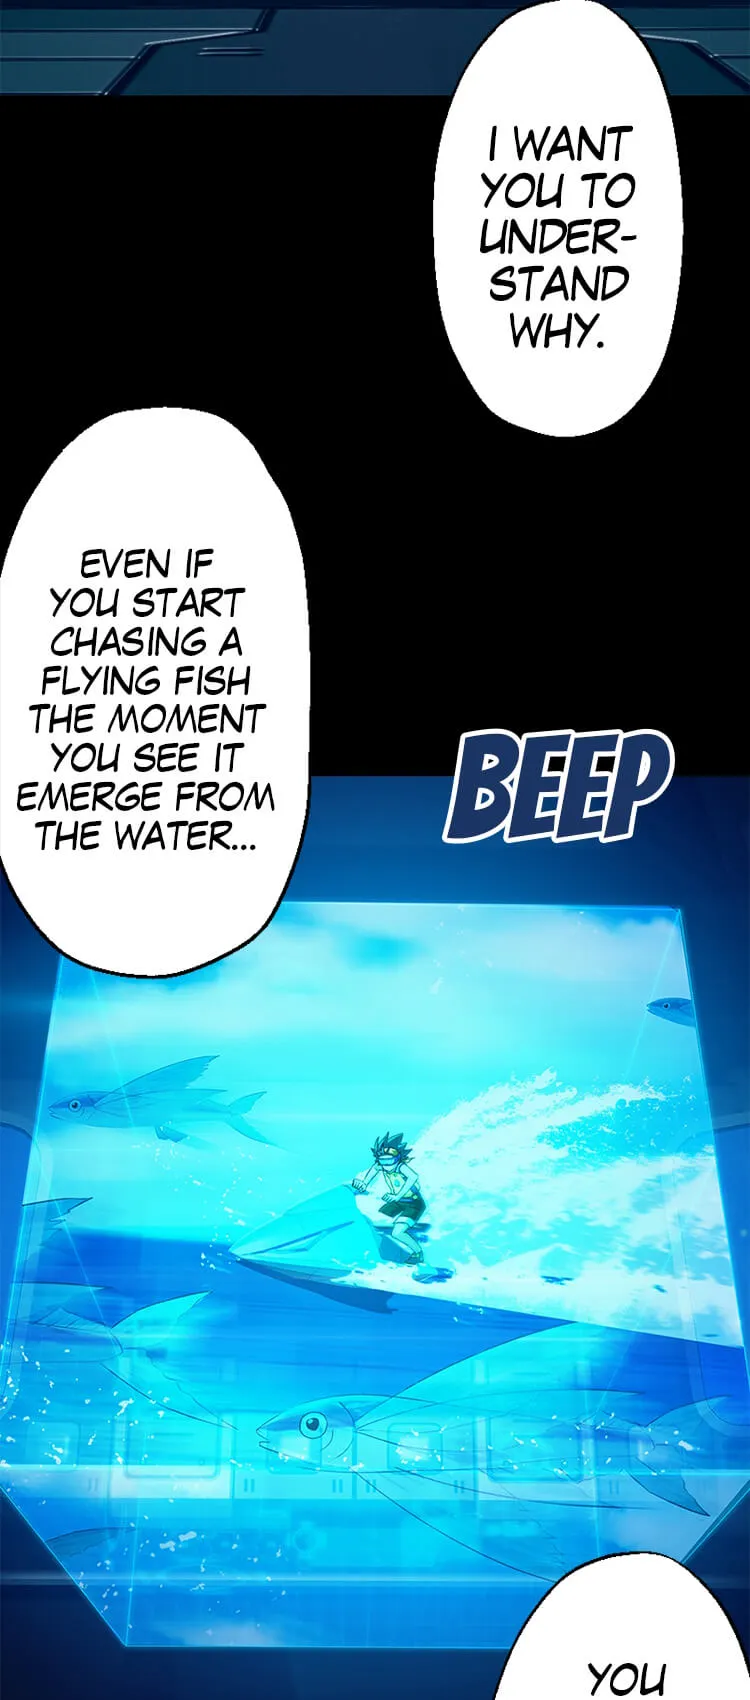 I WANT
YOU TO
UNDER-
STAND
WHY.
EVEN IF
YOU START
CHASING A
FLYING FISH
THE MOMENT
YOU SEE IT
EMERGE FROM
THE WATER...
BEEP
YOU